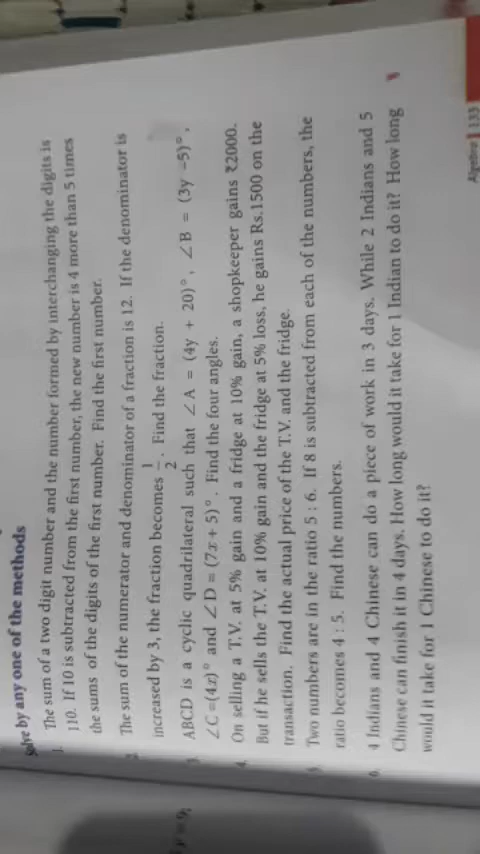 Solve by any one of the methods
1. The sum of a two digit number and the number formed by interchanging the digits is
110. If 10 is subtracted from the first number, the new number is 4 more than 5 times
the sums of the digits of the first number. Find the first number.
2. The sum of the numerator and denominator of a fraction is 12. If the denominator is
increased by 3, the fraction becomes 1/2. Find the fraction.
3. ABCD is a cyclic quadrilateral such that ∠A = (4y + 20)°, ∠B = (3y –5)°,
∠C =(4x)° and ∠D = (7x+ 5)°. Find the four angles.
4. On selling a T.V. at 5% gain and a fridge at 10% gain, a shopkeeper gains ₹2000.
But if he sells the T.V. at 10% gain and the fridge at 5% loss, he gains Rs.1500 on the
transaction. Find the actual price of the T.V. and the fridge.
5. Two numbers are in the ratio 5 : 6. If 8 is subtracted from each of the numbers, the
ratio becomes 4 : 5. Find the numbers.
6. 4 Indians and 4 Chinese can do a piece of work in 3 days. While 2 Indians and 5
Chinese can finish it in 4 days. How long would it take for 1 Indian to do it? How long
would it take for 1 Chinese to do it?
Algebra | 133